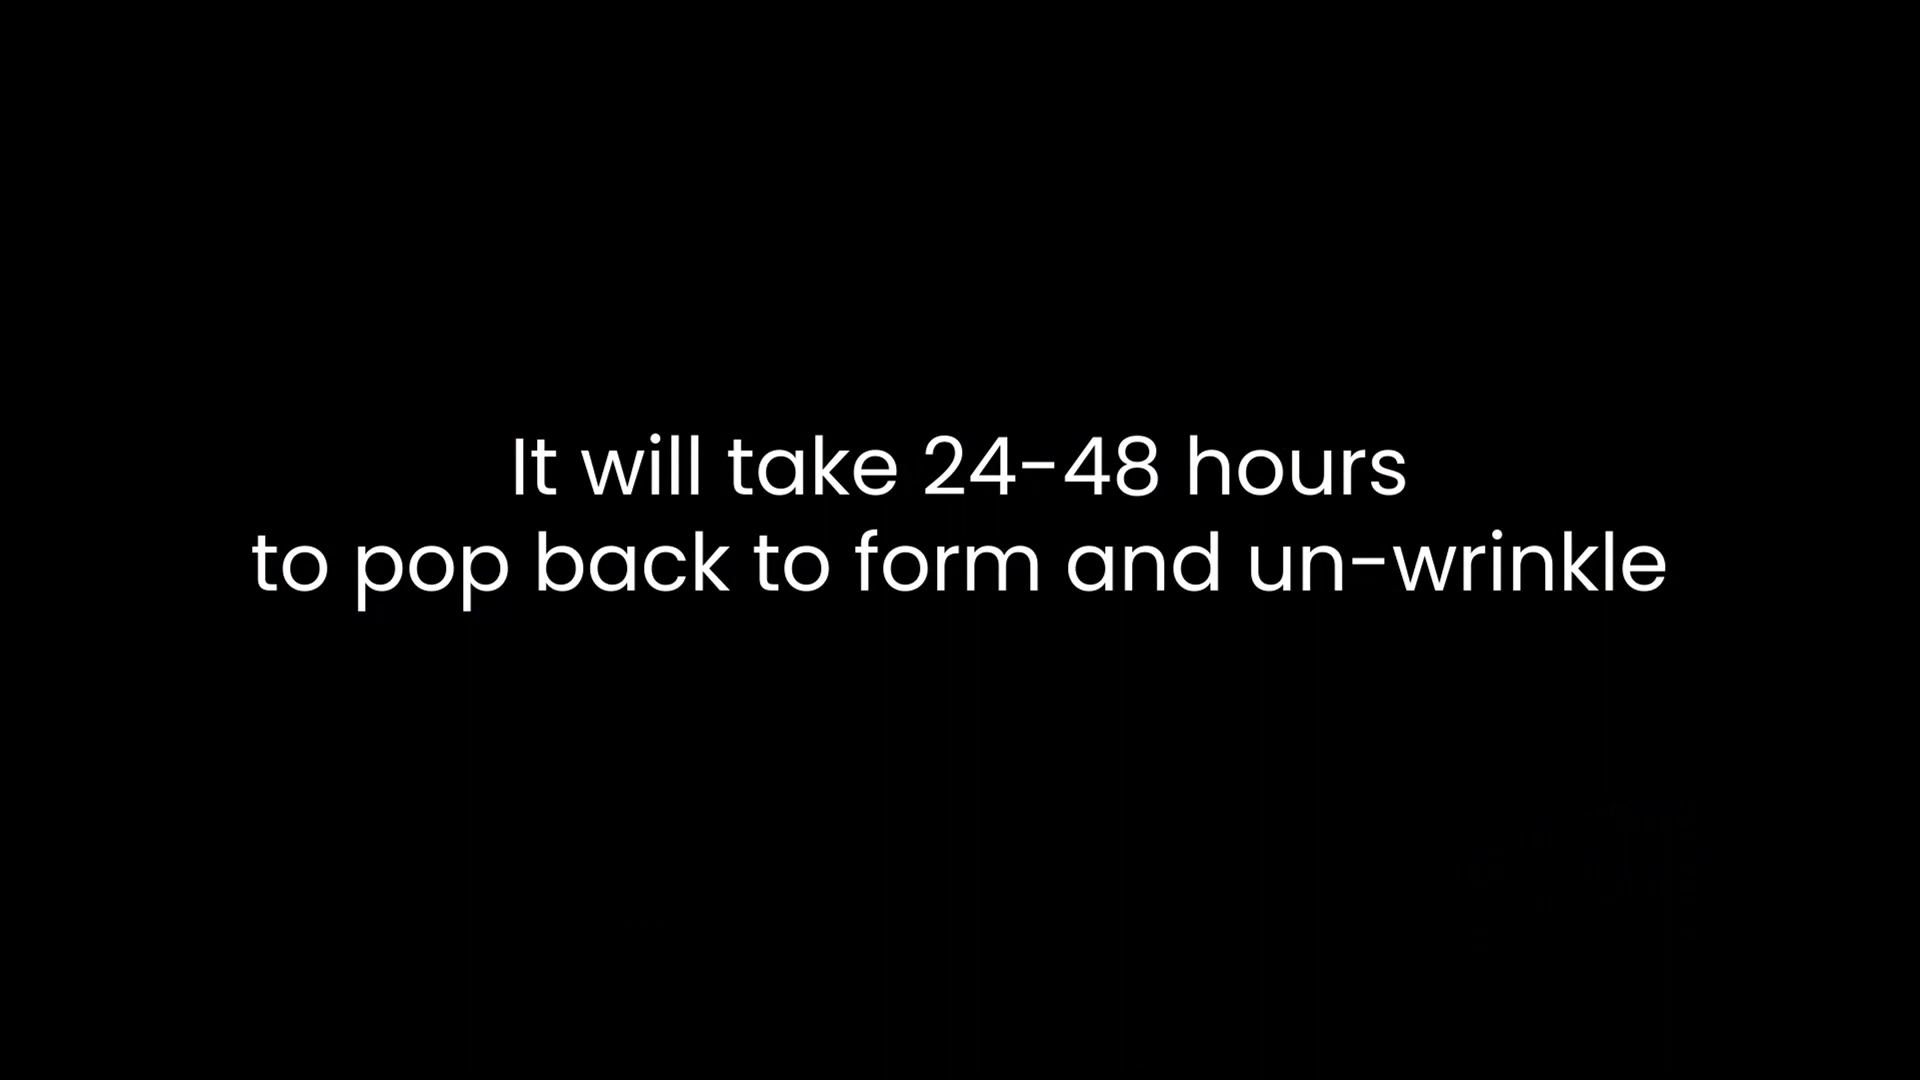 It will take 24-48 hours
to pop back to form and un-wrinkle